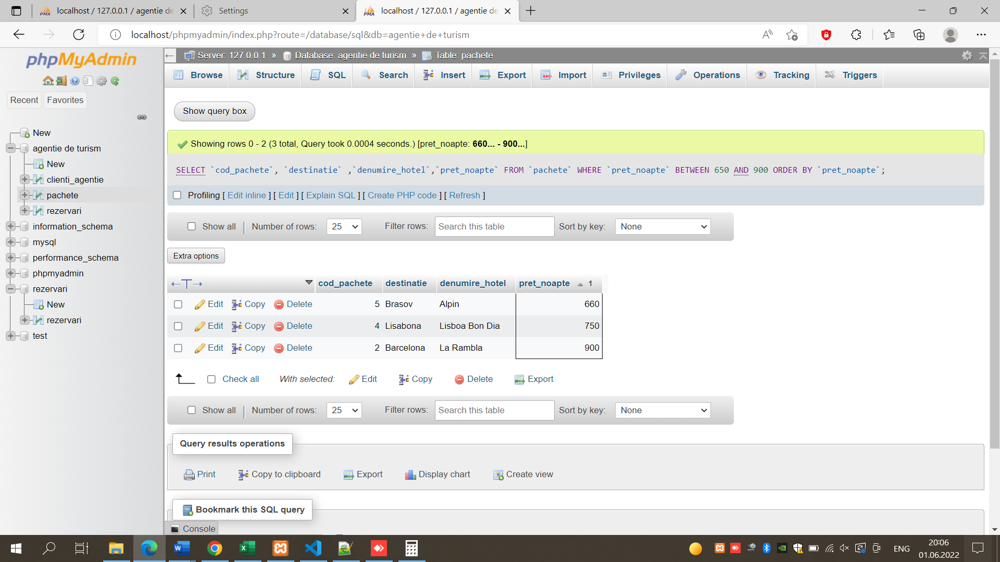 localhost / 127.0.0.1 / agentie de
Settings
localhost / 127.0.0.1 / agentie de
localhost/phpmyadmin/index.php?route=/database/sql&db=agentie+de+turism
phpMyAdmin
Server: 127.0.0.1 » Database: agentie de turism » Table: pachete
Browse Structure SQL Search Insert Export Import Privileges Operations Tracking Triggers
Recent Favorites
New
agentie de turism
New
clienti_agentie
pachete
rezervari
information_schema
mysql
performance_schema
phpmyadmin
rezervari
New
rezervari
test
Show query box
Showing rows 0 - 2 (3 total, Query took 0.0004 seconds.) [pret_noapte: 660... - 900...]
SELECT `cod_pachete`, `destinatie` ,`denumire_hotel`,`pret_noapte` FROM `pachete` WHERE `pret_noapte` BETWEEN 650 AND 900 ORDER BY `pret_noapte`;
Profiling [ Edit inline ] [ Edit ] [ Explain SQL ] [ Create PHP code ] [ Refresh ]
Show all | Number of rows: 25 Filter rows: Search this table Sort by key: None
Extra options
cod_pachete destinatie denumire_hotel pret_noapte 1
Edit Copy Delete 5 Brasov Alpin 660
Edit Copy Delete 4 Lisabona Lisboa Bon Dia 750
Edit Copy Delete 2 Barcelona La Rambla 900
Check all With selected: Edit Copy Delete Export
Show all | Number of rows: 25 Filter rows: Search this table Sort by key: None
Query results operations
Print Copy to clipboard Export Display chart Create view
Bookmark this SQL query
Console
ENG
20:06
01.06.2022